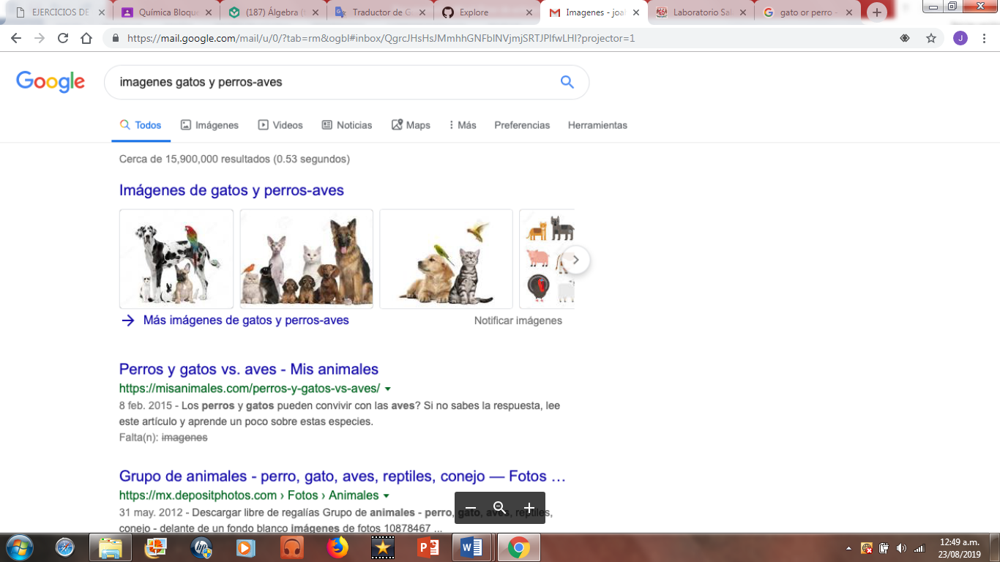 EJERCICIOS DE
Química Bloque
(187) Álgebra (
Traductor de G
Explore
Imagenes - joa
Laboratorio Sal
gato or perro -
https://mail.google.com/mail/u/0/?tab=rm&ogbl#inbox/QgrcJHsHsJMmhhGNFbINVjmjSRTJPlfwLHl?projector=1
J
Google
imagenes gatos y perros-aves
Todos
Imágenes
Videos
Noticias
Maps
Más
Preferencias
Herramientas
Cerca de 15,900,000 resultados (0.53 segundos)
Imágenes de gatos y perros-aves
Más imágenes de gatos y perros-aves
Notificar imágenes
Perros y gatos vs. aves - Mis animales
https://misanimales.com/perros-y-gatos-vs-aves/
8 feb. 2015 - Los perros y gatos pueden convivir con las aves? Si no sabes la respuesta, lee
este artículo y aprende un poco sobre estas especies.
Falta(n): imagenes
Grupo de animales - perro, gato, aves, reptiles, conejo — Fotos ...
https://mx.depositphotos.com › Fotos › Animales
31 may. 2012 - Descargar libre de regalías Grupo de animales - perro, gato, aves, reptiles,
conejo - delante de un fondo blanco imágenes de fotos 10878467 ...
12:49 a.m.
23/08/2019